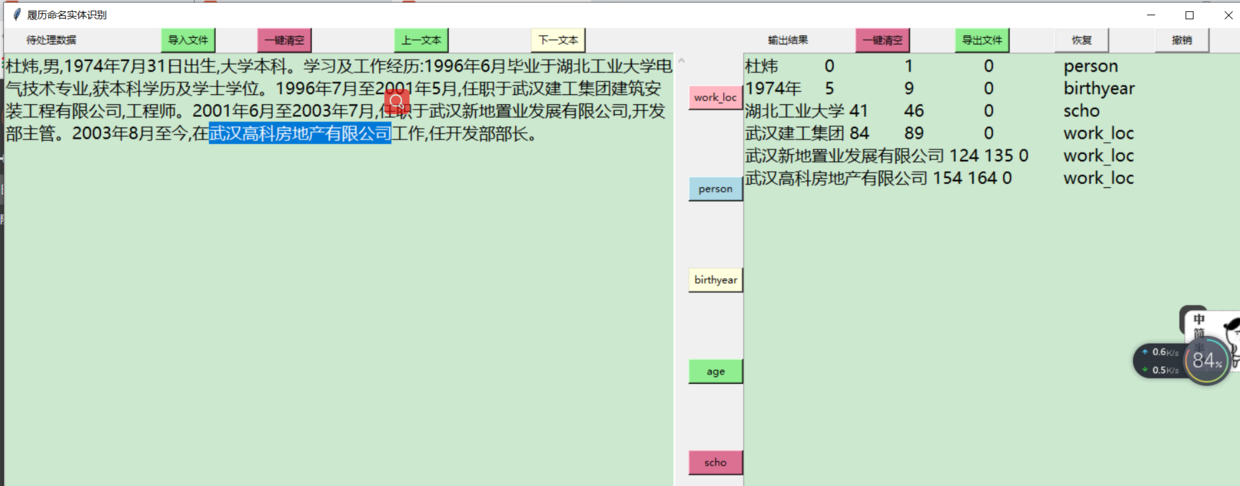 履历命名实体识别
待处理数据 导入文件 一键清空 上一文本 下一文本 输出结果 一键清空 导出文件 恢复 撤销
杜炜,男,1974年7月31日出生,大学本科。学习及工作经历:1996年6月毕业于湖北工业大学电
气技术专业,获本科学历及学士学位。1996年7月至2001年5月,任职于武汉建工集团建筑安
装工程有限公司,工程师。2001年6月至2003年7月,任职于武汉新地置业发展有限公司,开发
部主管。2003年8月至今,在武汉高科房地产有限公司工作,任开发部部长。
work_loc
person
birthyear
age
scho
杜炜 0 1 0 person
1974年 5 9 0 birthyear
湖北工业大学 41 46 0 scho
武汉建工集团 84 89 0 work_loc
武汉新地置业发展有限公司 124 135 0 work_loc
武汉高科房地产有限公司 154 164 0 work_loc
中
简
0.6K/s
0.5K/s
84%